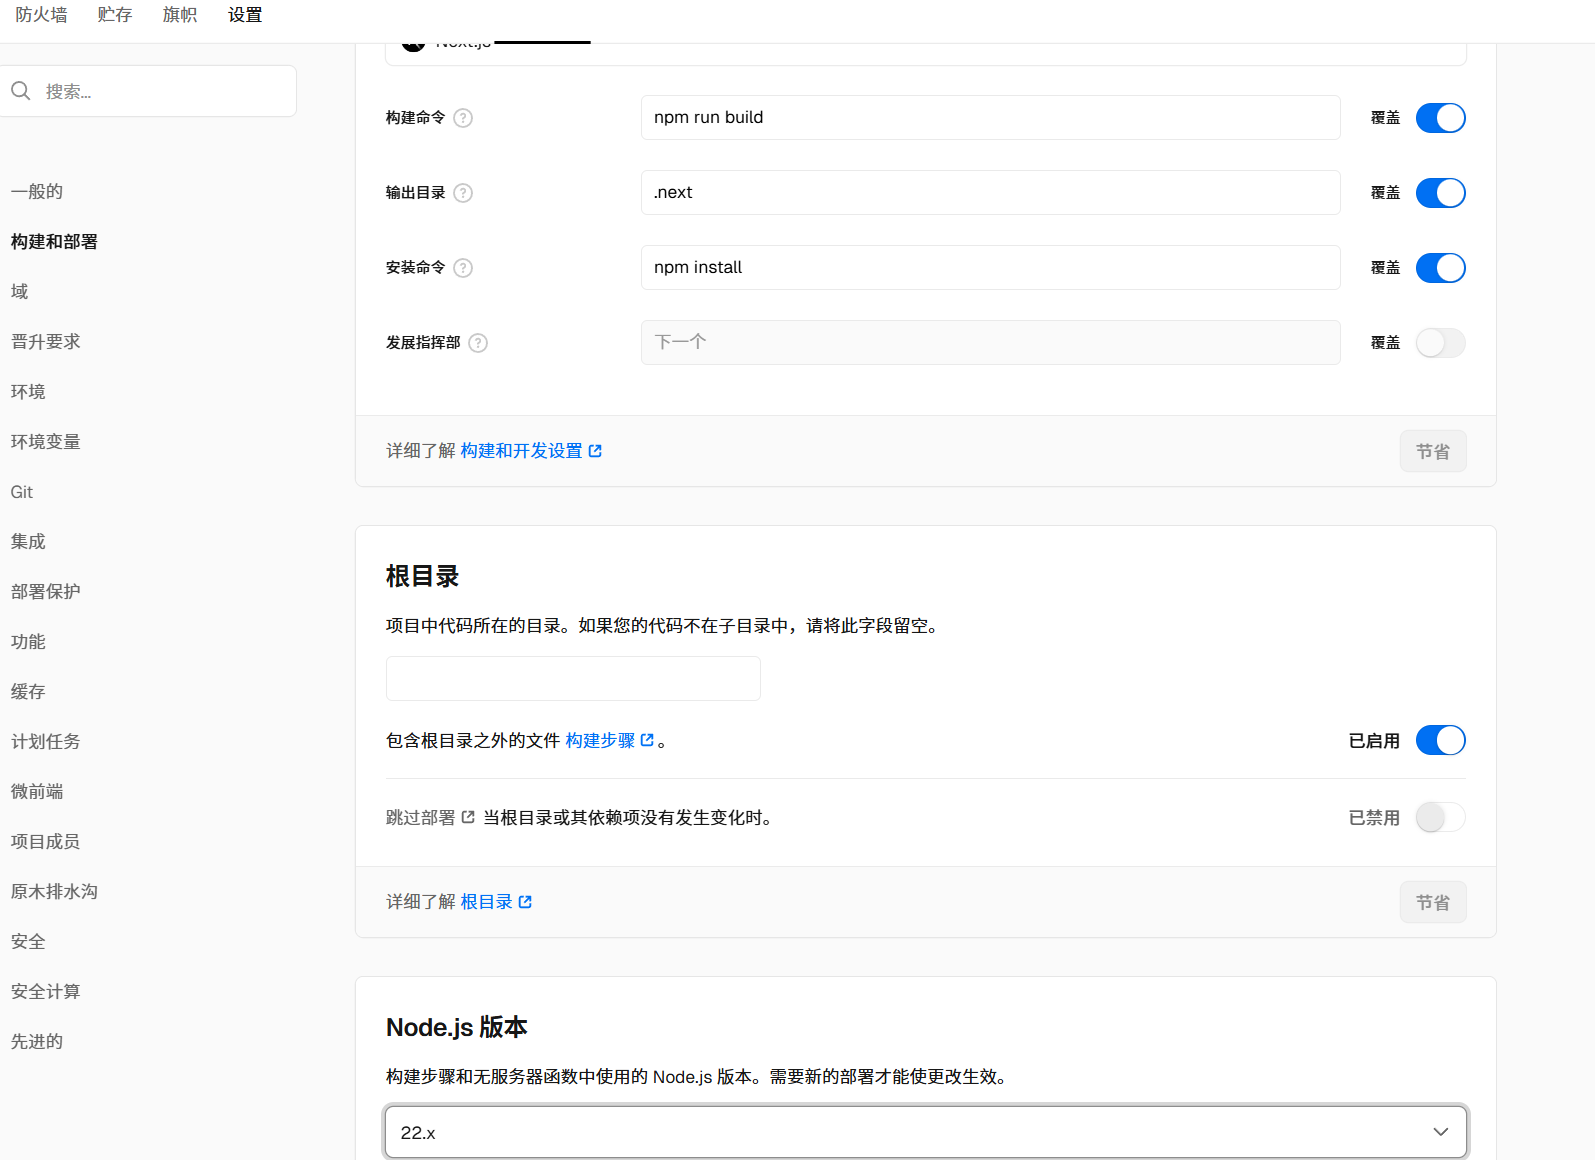 防火墙 贮存 旗帜 设置
Next.js
搜索...
构建命令 npm run build 覆盖
一般的
输出目录 .next 覆盖
构建和部署
安装命令 npm install 覆盖
域
晋升要求
发展指挥部 下一个 覆盖
环境
环境变量
详细了解 构建和开发设置 节省
Git
集成
根目录
部署保护
项目中代码所在的目录。如果您的代码不在子目录中，请将此字段留空。
功能
缓存
包含根目录之外的文件 构建步骤 。 已启用
计划任务
微前端
跳过部署 当根目录或其依赖项没有发生变化时。 已禁用
项目成员
原木排水沟
详细了解 根目录 节省
安全
安全计算
Node.js 版本
先进的
构建步骤和无服务器函数中使用的 Node.js 版本。需要新的部署才能使更改生效。
22.x